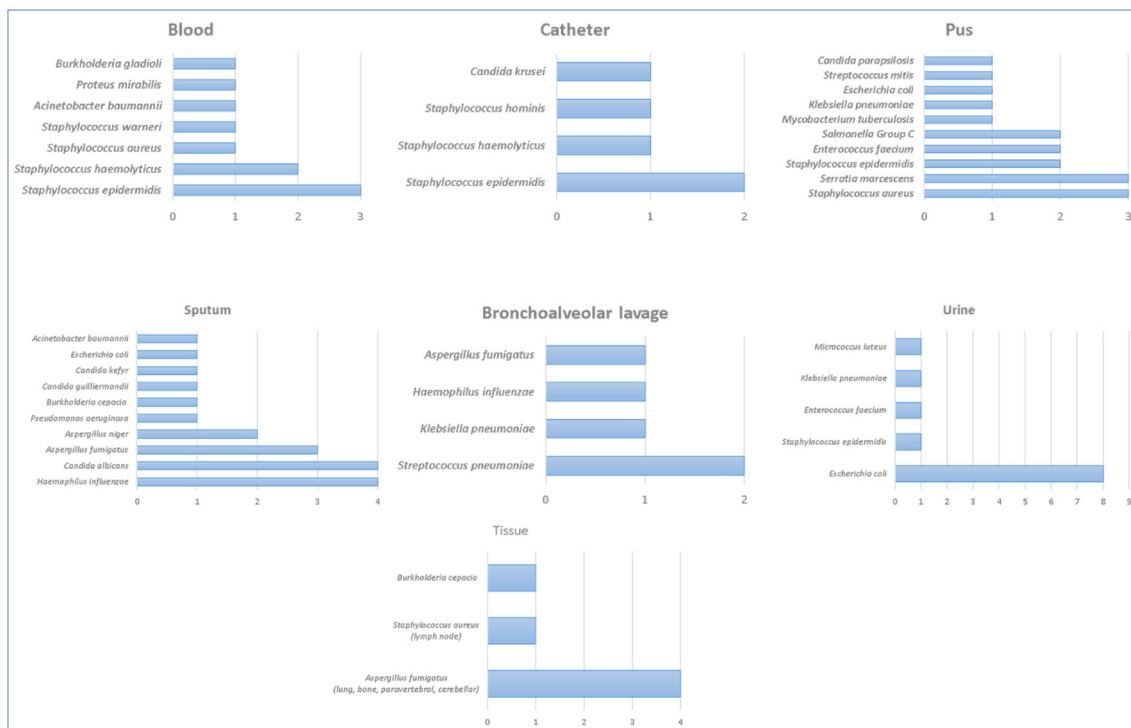 Blood
Burkholderia gladioli
Proteus mirabilis
Acinetobacter baumannii
Staphylococcus warneri
Staphylococcus aureus
Staphylococcus haemolyticus
Staphylococcus epidermidis
0 1 2 3
Catheter
Candida krusei
Staphylococcus hominis
Staphylococcus haemolyticus
Staphylococcus epidermidis
0 1 2
Pus
Candida parapsilosis
Streptococcus mitis
Escherichia coli
Klebsiella pneumoniae
Mycobacterium tuberculosis
Salmonella Group C
Enterococcus faecium
Staphylococcus epidermidis
Serratia marcescens
Staphylococcus aureus
0 1 2 3
Sputum
Acinetobacter baumannii
Escherichia coli
Candida kefyr
Candida guilliermandii
Burkholderia cepacia
Pseudomonas aeruginosa
Aspergillus niger
Aspergillus fumigatus
Candida albicans
Haemophilus influenzae
0 1 2 3 4
Bronchoalveolar lavage
Aspergillus fumigatus
Haemophilus influenzae
Klebsiella pneumoniae
Streptococcus pneumoniae
0 1 2
Urine
Micrococcus luteus
Klebsiella pneumoniae
Enterococcus faecium
Staphylococcus epidermidis
Escherichia coli
0 1 2 3 4 5 6 7 8 9
Tissue
Burkholderia cepacia
Staphylococcus aureus
(lymph node)
Aspergillus fumigatus
(lung, bone, paravertebral, cerebellar)
0 1 2 3 4